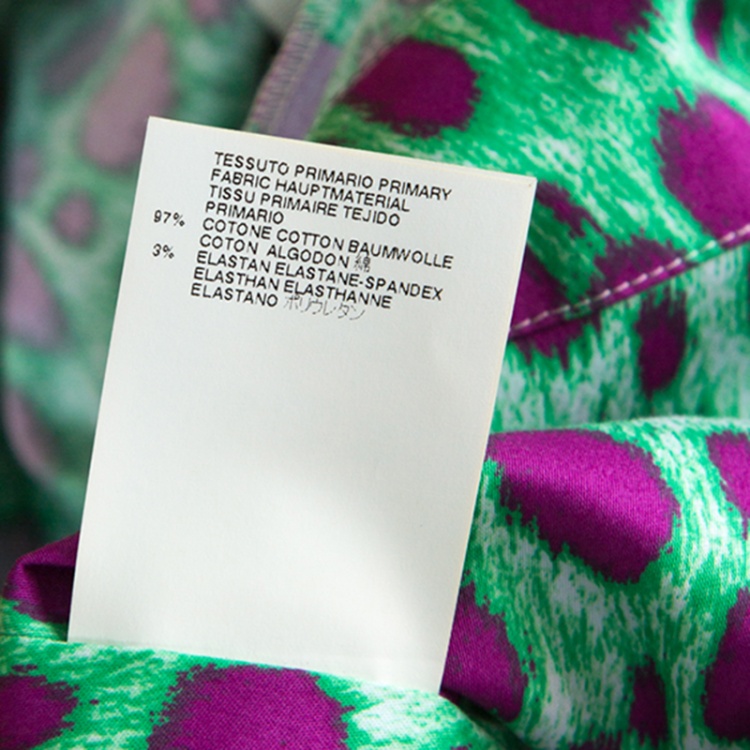 TESSUTO PRIMARIO PRIMARY
FABRIC HAUPTMATERIAL
TISSU PRIMAIRE TEJIDO
PRIMARIO
97% COTONE COTTON BAUMWOLLE
COTON ALGODON 綿
3% ELASTAN ELASTANE-SPANDEX
ELASTHAN ELASTHANNE
ELASTANO ポリウレタン